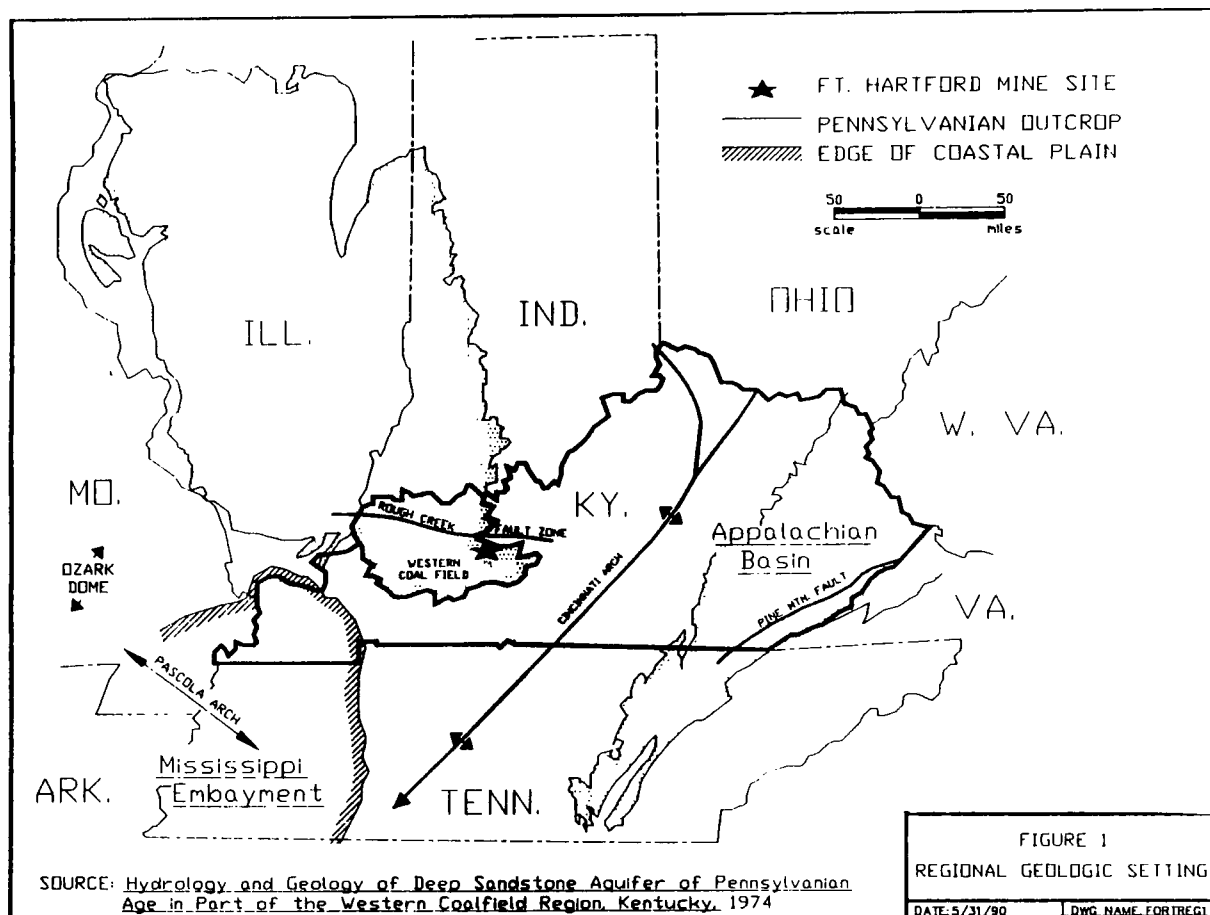 ★ FT. HARTFORD MINE SITE
PENNSYLVANIAN OUTCROP
EDGE OF COASTAL PLAIN
50 0 50
scale miles
OHIO
IND.
ILL.
W. VA.
MO.
KY.
ROUGH CREEK FAULT ZONE
Appalachian
Basin
WESTERN
COAL FIELD
OZARK
DOME
CINCINNATI ARCH
PINE MTN. FAULT
VA.
PASCOLA ARCH
Mississippi
Embayment
ARK.
TENN.
FIGURE 1
REGIONAL GEOLOGIC SETTING
DATE: 5/31/90 DWG NAME. FORTREG1
SOURCE: Hydrology and Geology of Deep Sandstone Aquifer of Pennsylvanian
Age in Part of the Western Coalfield Region, Kentucky, 1974